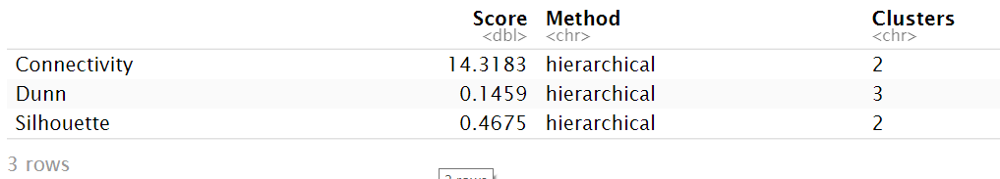 Score Method Clusters
<dbl> <chr> <chr>
Connectivity 14.3183 hierarchical 2
Dunn 0.1459 hierarchical 3
Silhouette 0.4675 hierarchical 2
3 rows